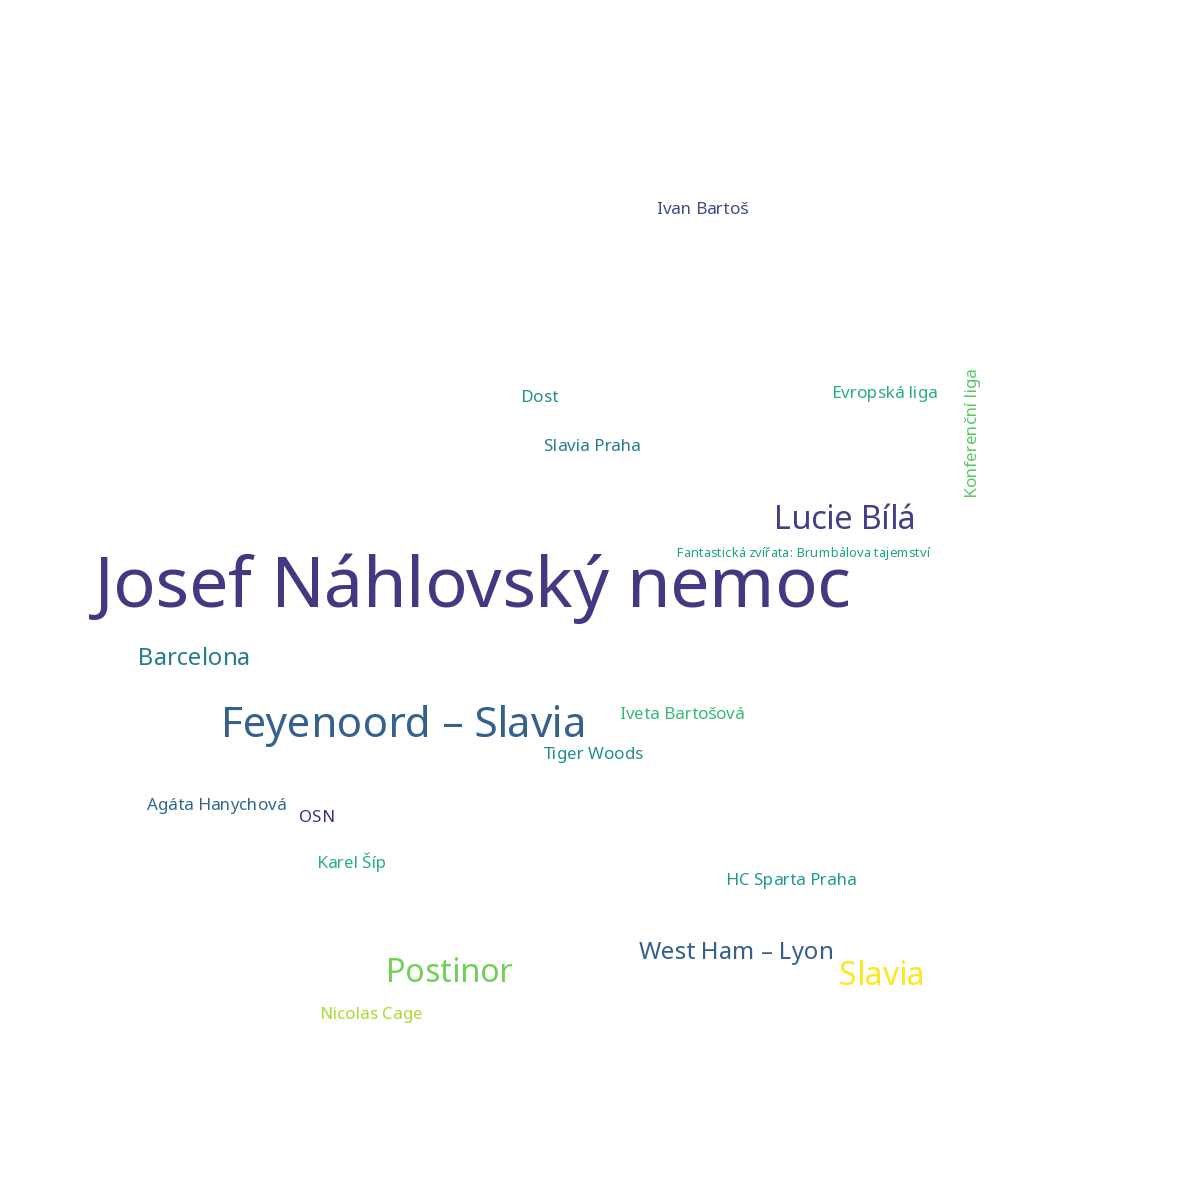 Ivan Bartoš
Konferenční liga
Evropská liga
Dost
Slavia Praha
Lucie Bílá
Fantastická zvířata: Brumbálova tajemství
Josef Náhlovský nemoc
Barcelona
Feyenoord – Slavia
Iveta Bartošová
Tiger Woods
Agáta Hanychová
OSN
Karel Šíp
HC Sparta Praha
West Ham – Lyon
Postinor
Slavia
Nicolas Cage